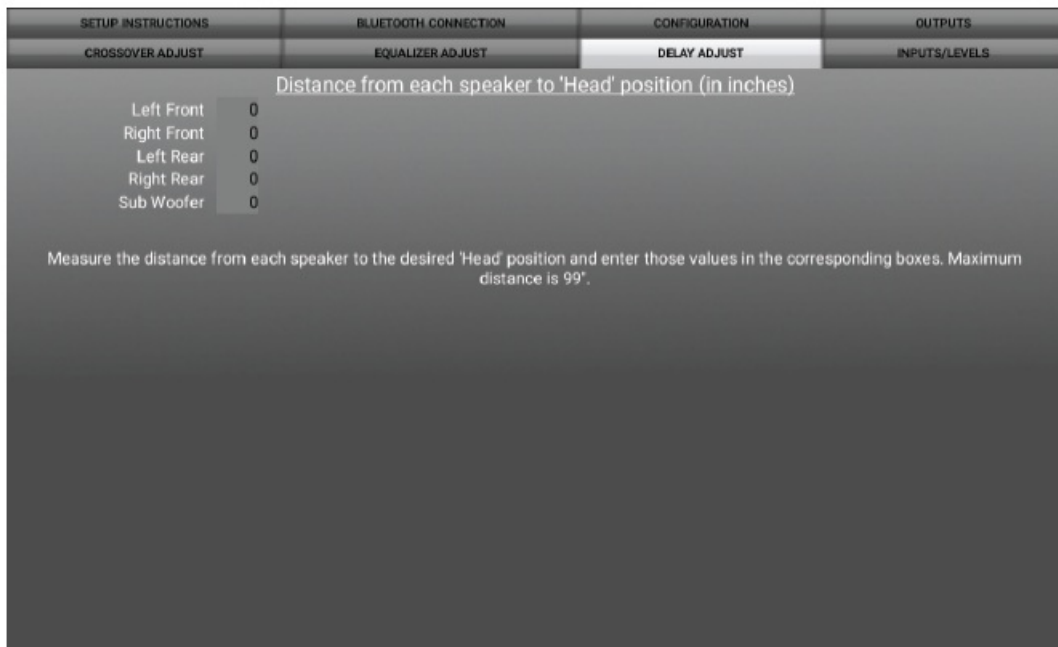 SETUP INSTRUCTIONS BLUETOOTH CONNECTION CONFIGURATION OUTPUTS
CROSSOVER ADJUST EQUALIZER ADJUST DELAY ADJUST INPUTS/LEVELS
Distance from each speaker to 'Head' position (in inches)
Left Front 0
Right Front 0
Left Rear 0
Right Rear 0
Sub Woofer 0
Measure the distance from each speaker to the desired 'Head' position and enter those values in the corresponding boxes. Maximum
distance is 99".